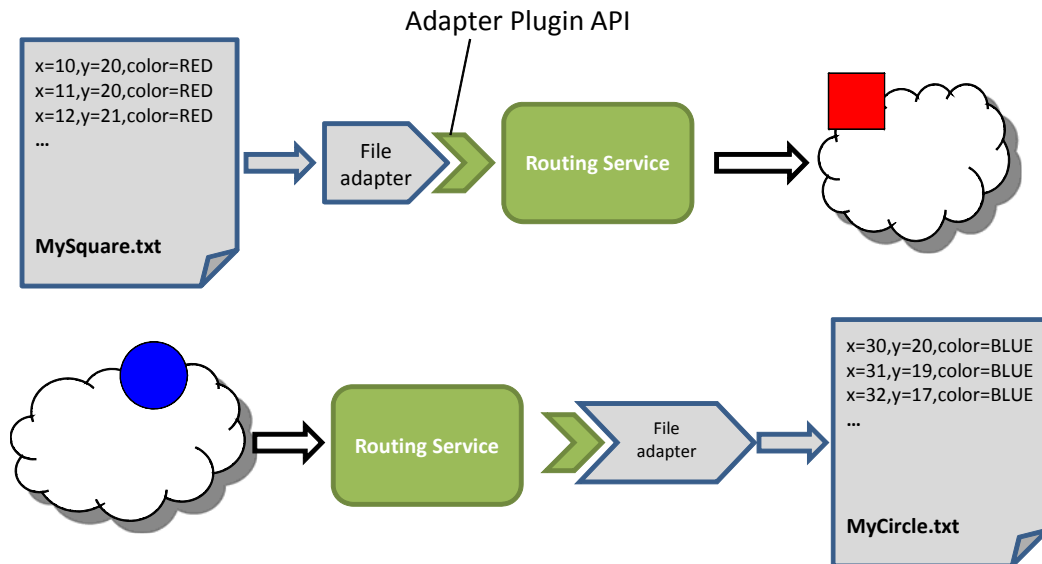 Adapter Plugin API
x=10,y=20,color=RED
x=11,y=20,color=RED
x=12,y=21,color=RED
...
MySquare.txt
File
adapter
Routing Service
Routing Service
File
adapter
x=30,y=20,color=BLUE
x=31,y=19,color=BLUE
x=32,y=17,color=BLUE
...
MyCircle.txt